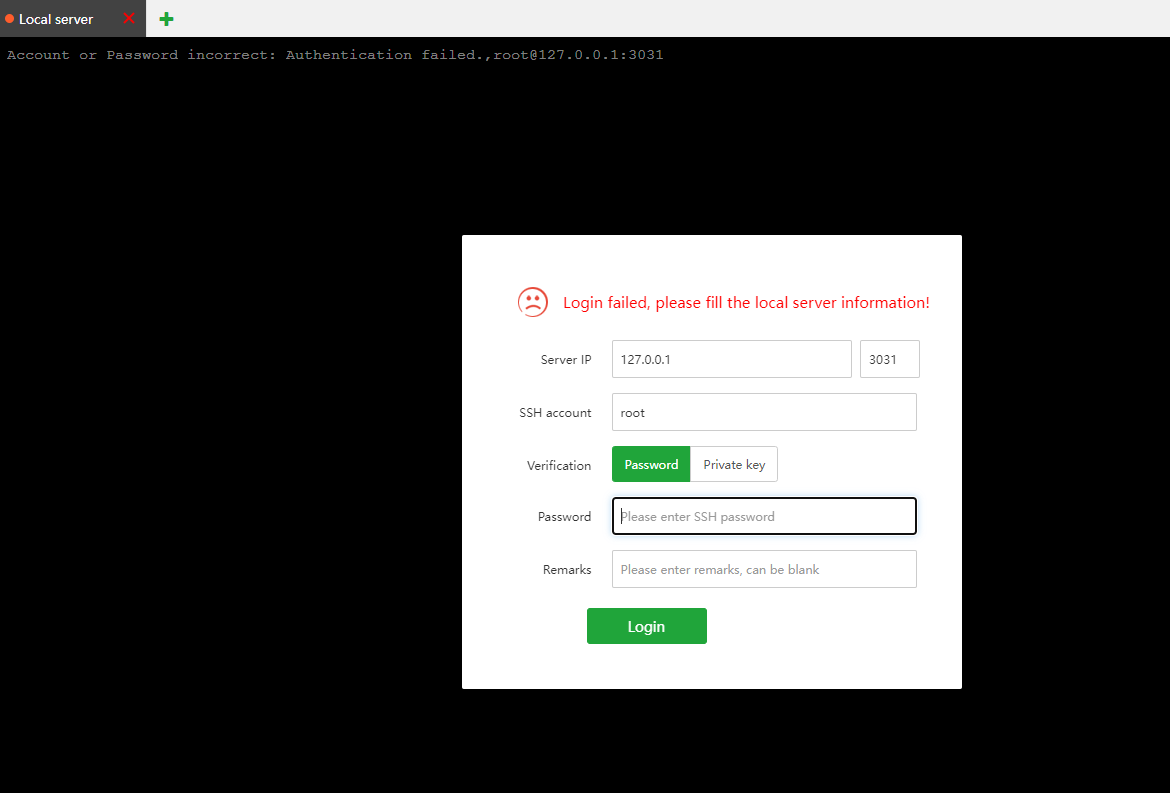 Local server
Account or Password incorrect: Authentication failed.,root@127.0.0.1:3031
Login failed, please fill the local server information!
Server IP 127.0.0.1 3031
SSH account root
Verification Password Private key
Password Please enter SSH password
Remarks Please enter remarks, can be blank
Login